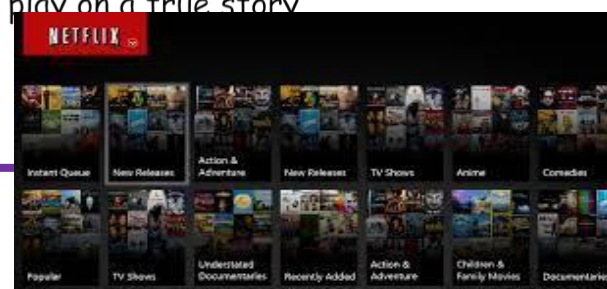 play on a true story
NETFLIX
Instant Queue New Releases Action & Adventure New Releases TV Shows Anime Comedies
Popular TV Shows Understated Documentaries Recently Added Action & Adventure Children & Family Movies Documentaries